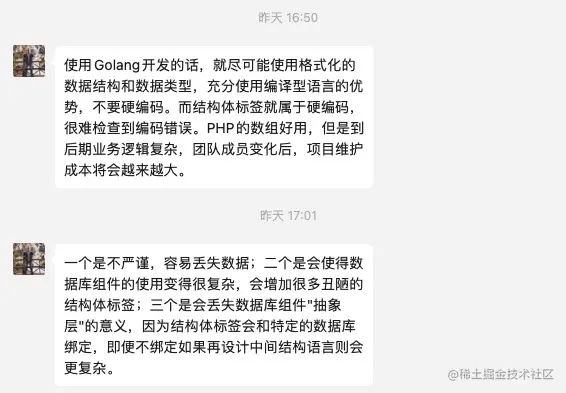 昨天 16:50
使用Golang开发的话，就尽可能使用格式化的
数据结构和数据类型，充分使用编译型语言的优
势，不要硬编码。而结构体标签就属于硬编码，
很难检查到编码错误。PHP的数组好用，但是到
后期业务逻辑复杂，团队成员变化后，项目维护
成本将会越来越大。
昨天 17:01
一个是不严谨，容易丢失数据；二个是会使得数
据库组件的使用变得很复杂，会增加很多丑陋的
结构体标签；三个是会丢失数据库组件"抽象
层"的意义，因为结构体标签会和特定的数据库
绑定，即便不绑定如果再设计中间结构语言则会
更复杂。
@稀土掘金技术社区